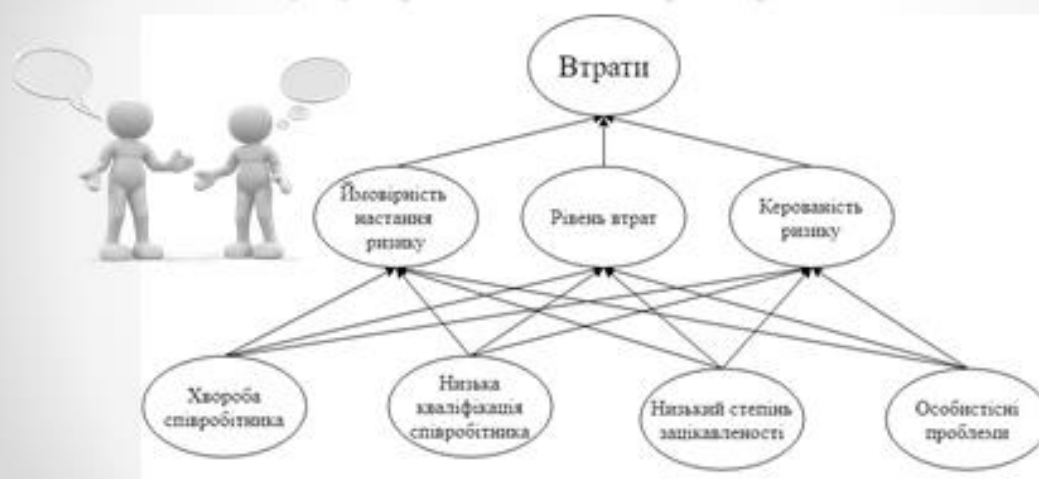 Втрати
Ймовірність
настання
ризику
Рівень втрат
Керованість
ризику
Хвороба
співробітника
Низька
кваліфікація
співробітника
Низький степінь
зацікавленості
Особистісні
проблеми